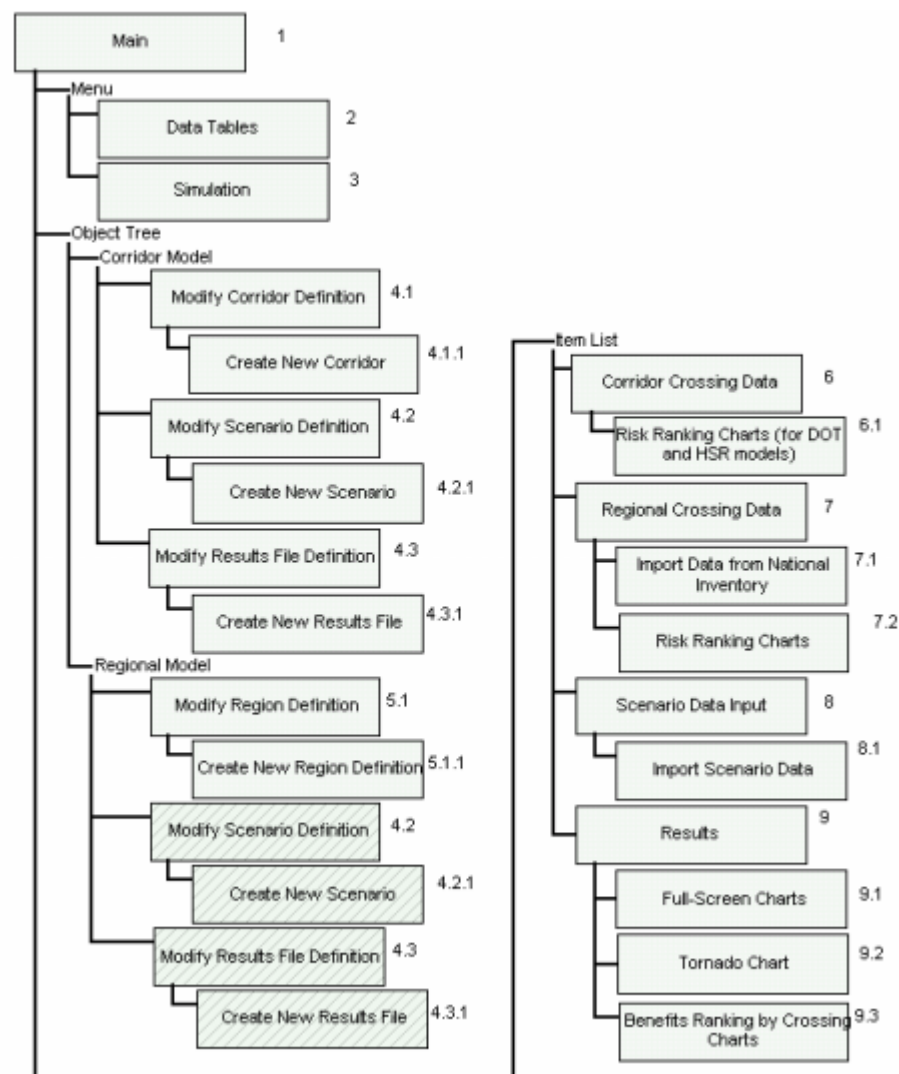 Main 1
Menu
Data Tables 2
Simulation 3
Object Tree
Corridor Model
Modify Corridor Definition 4.1
Create New Corridor 4.1.1
Modify Scenario Definition 4.2
Create New Scenario 4.2.1
Modify Results File Definition 4.3
Create New Results File 4.3.1
Regional Model
Modify Region Definition 5.1
Create New Region Definition 5.1.1
Modify Scenario Definition 4.2
Create New Scenario 4.2.1
Modify Results File Definition 4.3
Create New Results File 4.3.1
Item List
Corridor Crossing Data 6
Risk Ranking Charts (for DOT 6.1
and HSR models)
Regional Crossing Data 7
Import Data from National 7.1
Inventory
Risk Ranking Charts 7.2
Scenario Data Input 8
Import Scenario Data 8.1
Results 9
Full-Screen Charts 9.1
Tornado Chart 9.2
Benefits Ranking by Crossing 9.3
Charts